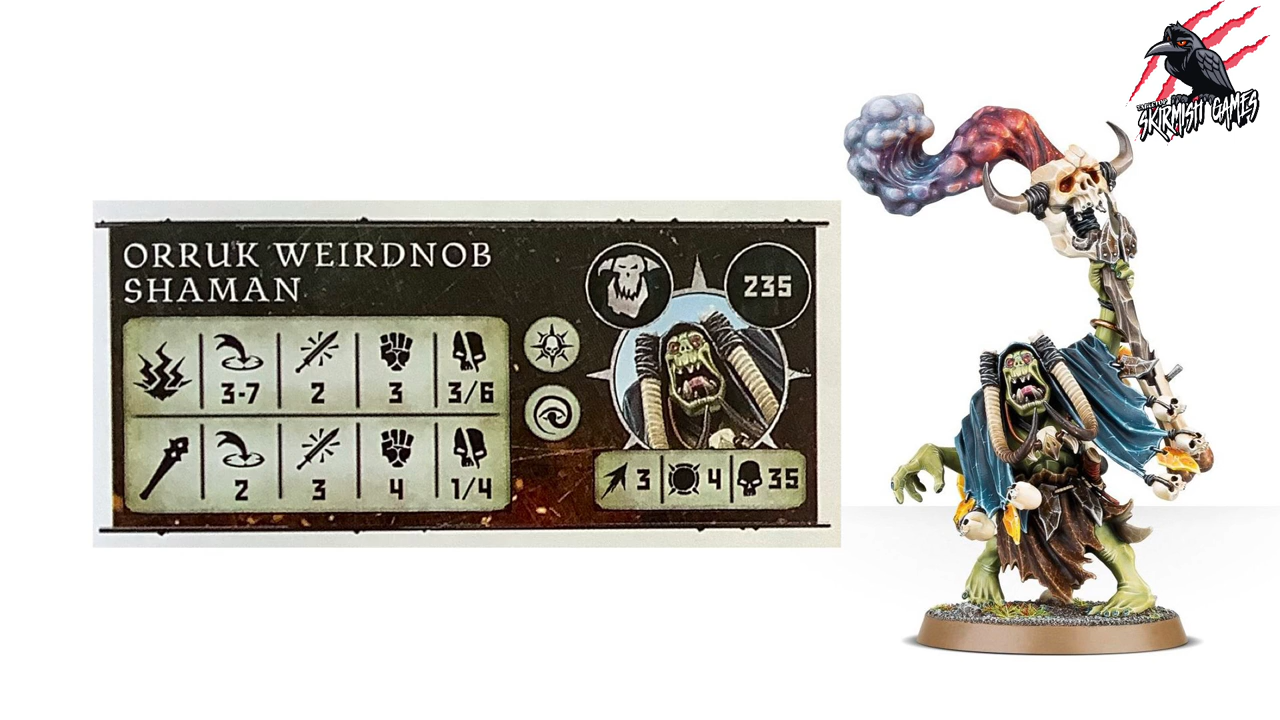 TABLETOP
SKIRMISH GAMES
ORRUK WEIRDNOB
SHAMAN
235
3-7 2 3 3/6
2 3 4 1/4
3 4 35